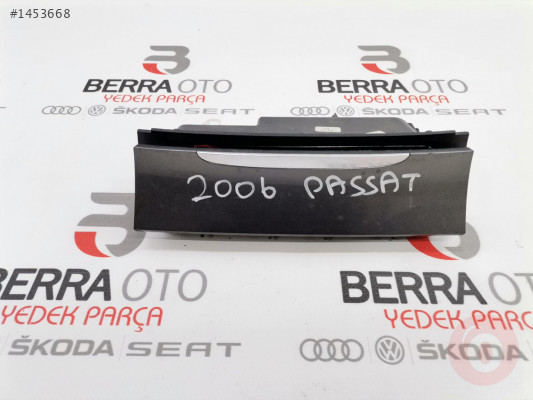 #1453668
BERRA OTO
YEDEK PARÇA
ŠKODA SEAT
BERRA OTO
YEDEK PARÇA
ŠKODA SEAT
2006 PASSAT
BERRA OTO
YEDEK PARÇA
ŠKODA SEAT
BERRA OTO
YEDEK PARÇA
ŠKODA SE